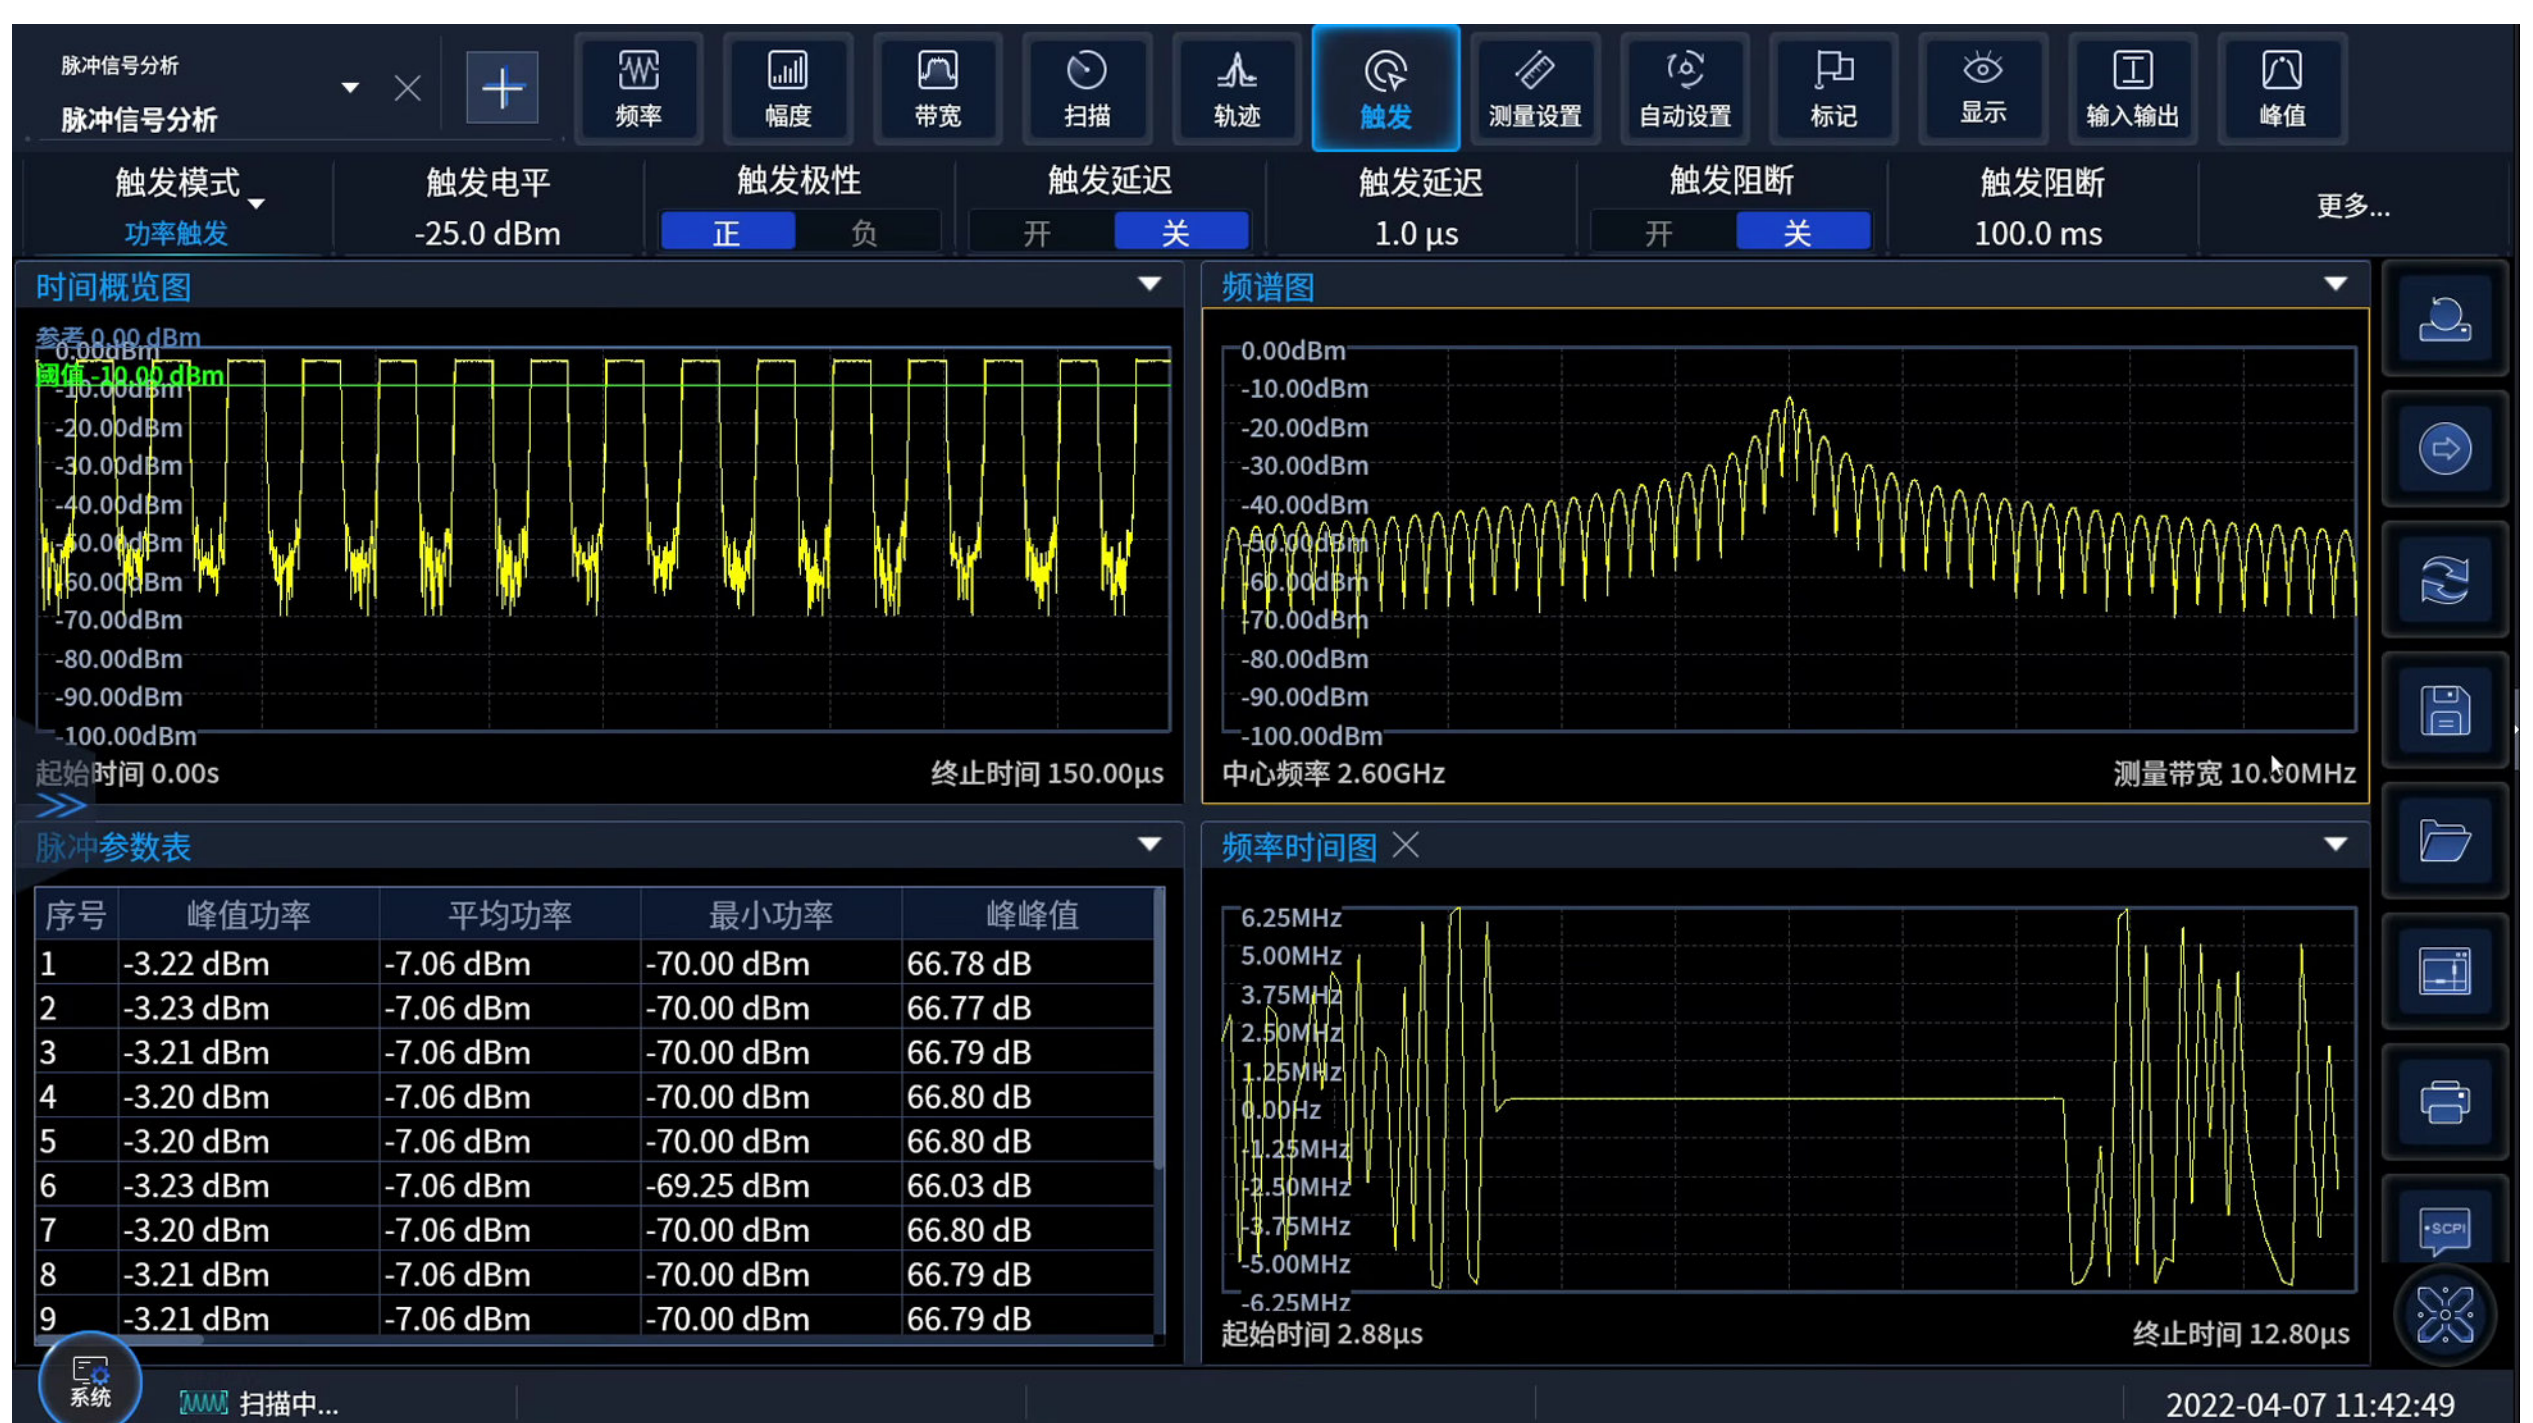 脉冲信号分析
脉冲信号分析
频率
幅度
带宽
扫描
轨迹
触发
测量设置
自动设置
标记
显示
输入输出
峰值
触发模式
功率触发
触发电平
-25.0 dBm
触发极性
正 负
触发延迟
开 关
触发延迟
1.0 μs
触发阻断
开 关
触发阻断
100.0 ms
更多...
时间概览图
参考 0.00 dBm
0.00dBm
阈值 -10.00 dBm
-10.00dBm
-20.00dBm
-30.00dBm
-40.00dBm
-50.00dBm
-60.00dBm
-70.00dBm
-80.00dBm
-90.00dBm
-100.00dBm
起始时间 0.00s
终止时间 150.00μs
频谱图
0.00dBm
-10.00dBm
-20.00dBm
-30.00dBm
-40.00dBm
-50.00dBm
-60.00dBm
-70.00dBm
-80.00dBm
-90.00dBm
-100.00dBm
中心频率 2.60GHz
测量带宽 10.00MHz
脉冲参数表
序号 峰值功率 平均功率 最小功率 峰峰值
1 -3.22 dBm -7.06 dBm -70.00 dBm 66.78 dB
2 -3.23 dBm -7.06 dBm -70.00 dBm 66.77 dB
3 -3.21 dBm -7.06 dBm -70.00 dBm 66.79 dB
4 -3.20 dBm -7.06 dBm -70.00 dBm 66.80 dB
5 -3.20 dBm -7.06 dBm -70.00 dBm 66.80 dB
6 -3.23 dBm -7.06 dBm -69.25 dBm 66.03 dB
7 -3.20 dBm -7.06 dBm -70.00 dBm 66.80 dB
8 -3.21 dBm -7.06 dBm -70.00 dBm 66.79 dB
9 -3.21 dBm -7.06 dBm -70.00 dBm 66.79 dB
频率时间图
6.25MHz
5.00MHz
3.75MHz
2.50MHz
1.25MHz
0.00Hz
-1.25MHz
-2.50MHz
-3.75MHz
-5.00MHz
-6.25MHz
起始时间 2.88μs
终止时间 12.80μs
•SCPI
系统
扫描中...
2022-04-07 11:42:49